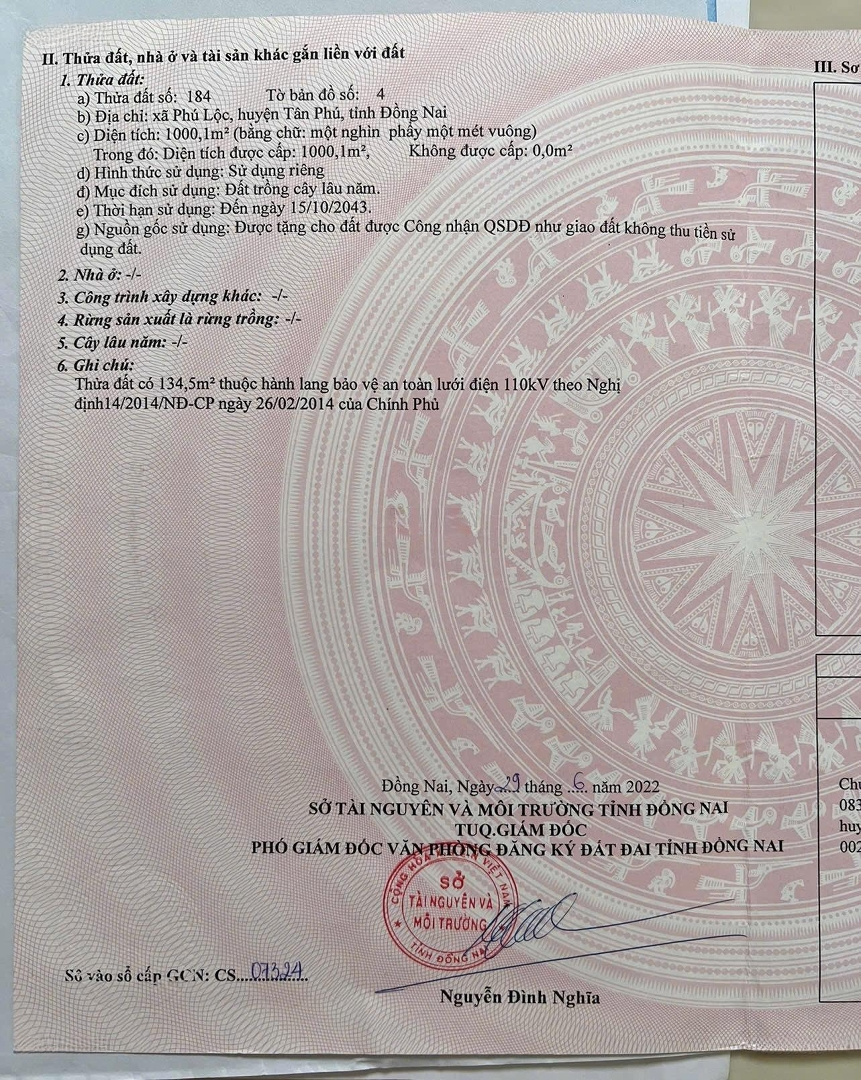 II. Thửa đất, nhà ở và tài sản khác gắn liền với đất
1. Thửa đất:
a) Thửa đất số: 184 Tờ bản đồ số: 4
b) Địa chỉ: xã Phú Lộc, huyện Tân Phú, tỉnh Đồng Nai
c) Diện tích: 1000,1m² (bằng chữ: một nghìn phẩy một mét vuông)
Trong đó: Diện tích được cấp: 1000,1m², Không được cấp: 0,0m²
d) Hình thức sử dụng: Sử dụng riêng
đ) Mục đích sử dụng: Đất trồng cây lâu năm.
e) Thời hạn sử dụng: Đến ngày 15/10/2043.
g) Nguồn gốc sử dụng: Được tặng cho đất được Công nhận QSDĐ như giao đất không thu tiền sử
dụng đất.
2. Nhà ở: -/-
3. Công trình xây dựng khác: -/-
4. Rừng sản xuất là rừng trồng: -/-
5. Cây lâu năm: -/-
6. Ghi chú:
Thửa đất có 134,5m² thuộc hành lang bảo vệ an toàn lưới điện 110kV theo Nghị
định14/2014/NĐ-CP ngày 26/02/2014 của Chính Phủ
Đồng Nai, Ngày 29 tháng 6 năm 2022
SỞ TÀI NGUYÊN VÀ MÔI TRƯỜNG TỈNH ĐỒNG NAI
TUQ.GIÁM ĐỐC
PHÓ GIÁM ĐỐC VĂN PHÒNG ĐĂNG KÝ ĐẤT ĐAI TỈNH ĐỒNG NAI
SỞ
TÀI NGUYÊN VÀ
MÔI TRƯỜNG
TỈNH ĐỒNG NAI
Số vào sổ cấp GCN: CS....07324....
Nguyễn Đình Nghĩa
III. Sơ
083
huy
002